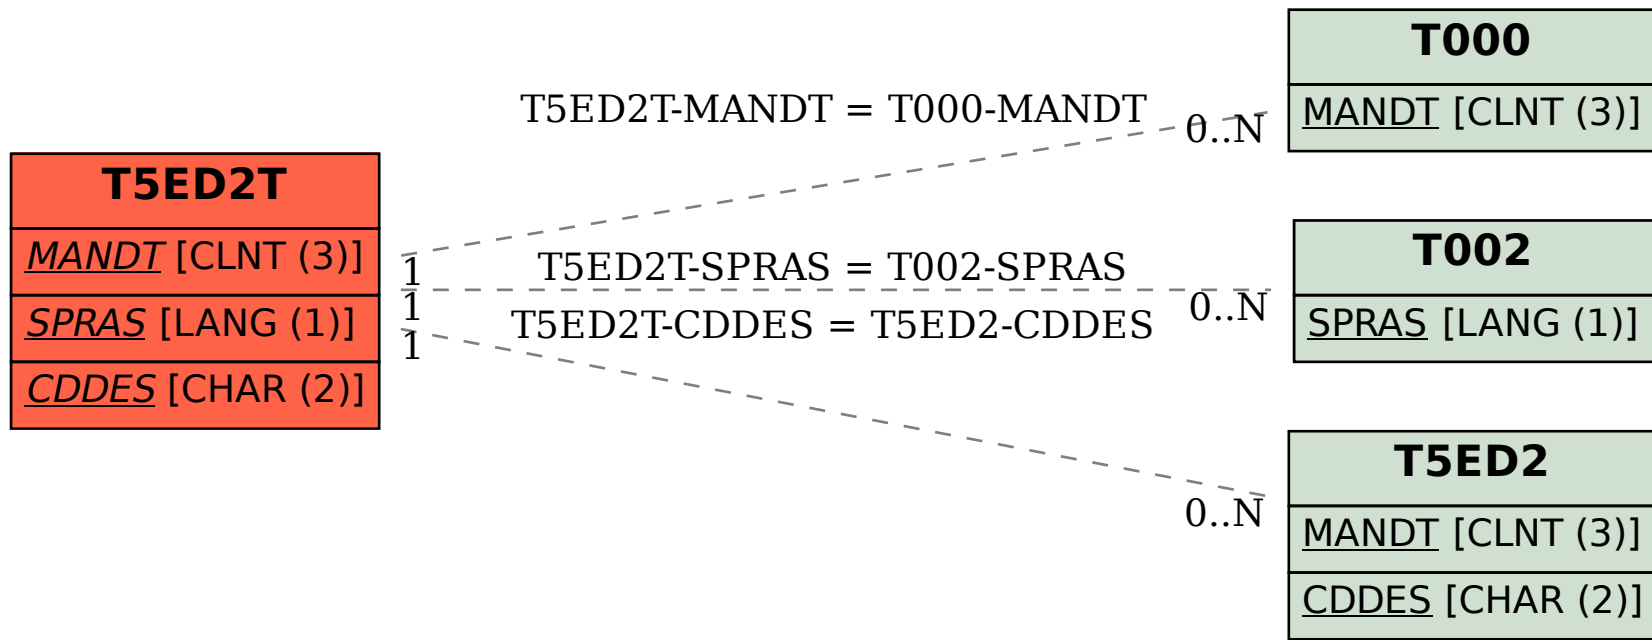 T5ED2T
MANDT [CLNT (3)]
SPRAS [LANG (1)]
CDDES [CHAR (2)]
T5ED2T-MANDT = T000-MANDT
0..N
1
T5ED2T-SPRAS = T002-SPRAS
0..N
1
T5ED2T-CDDES = T5ED2-CDDES
1
0..N
T000
MANDT [CLNT (3)]
T002
SPRAS [LANG (1)]
T5ED2
MANDT [CLNT (3)]
CDDES [CHAR (2)]